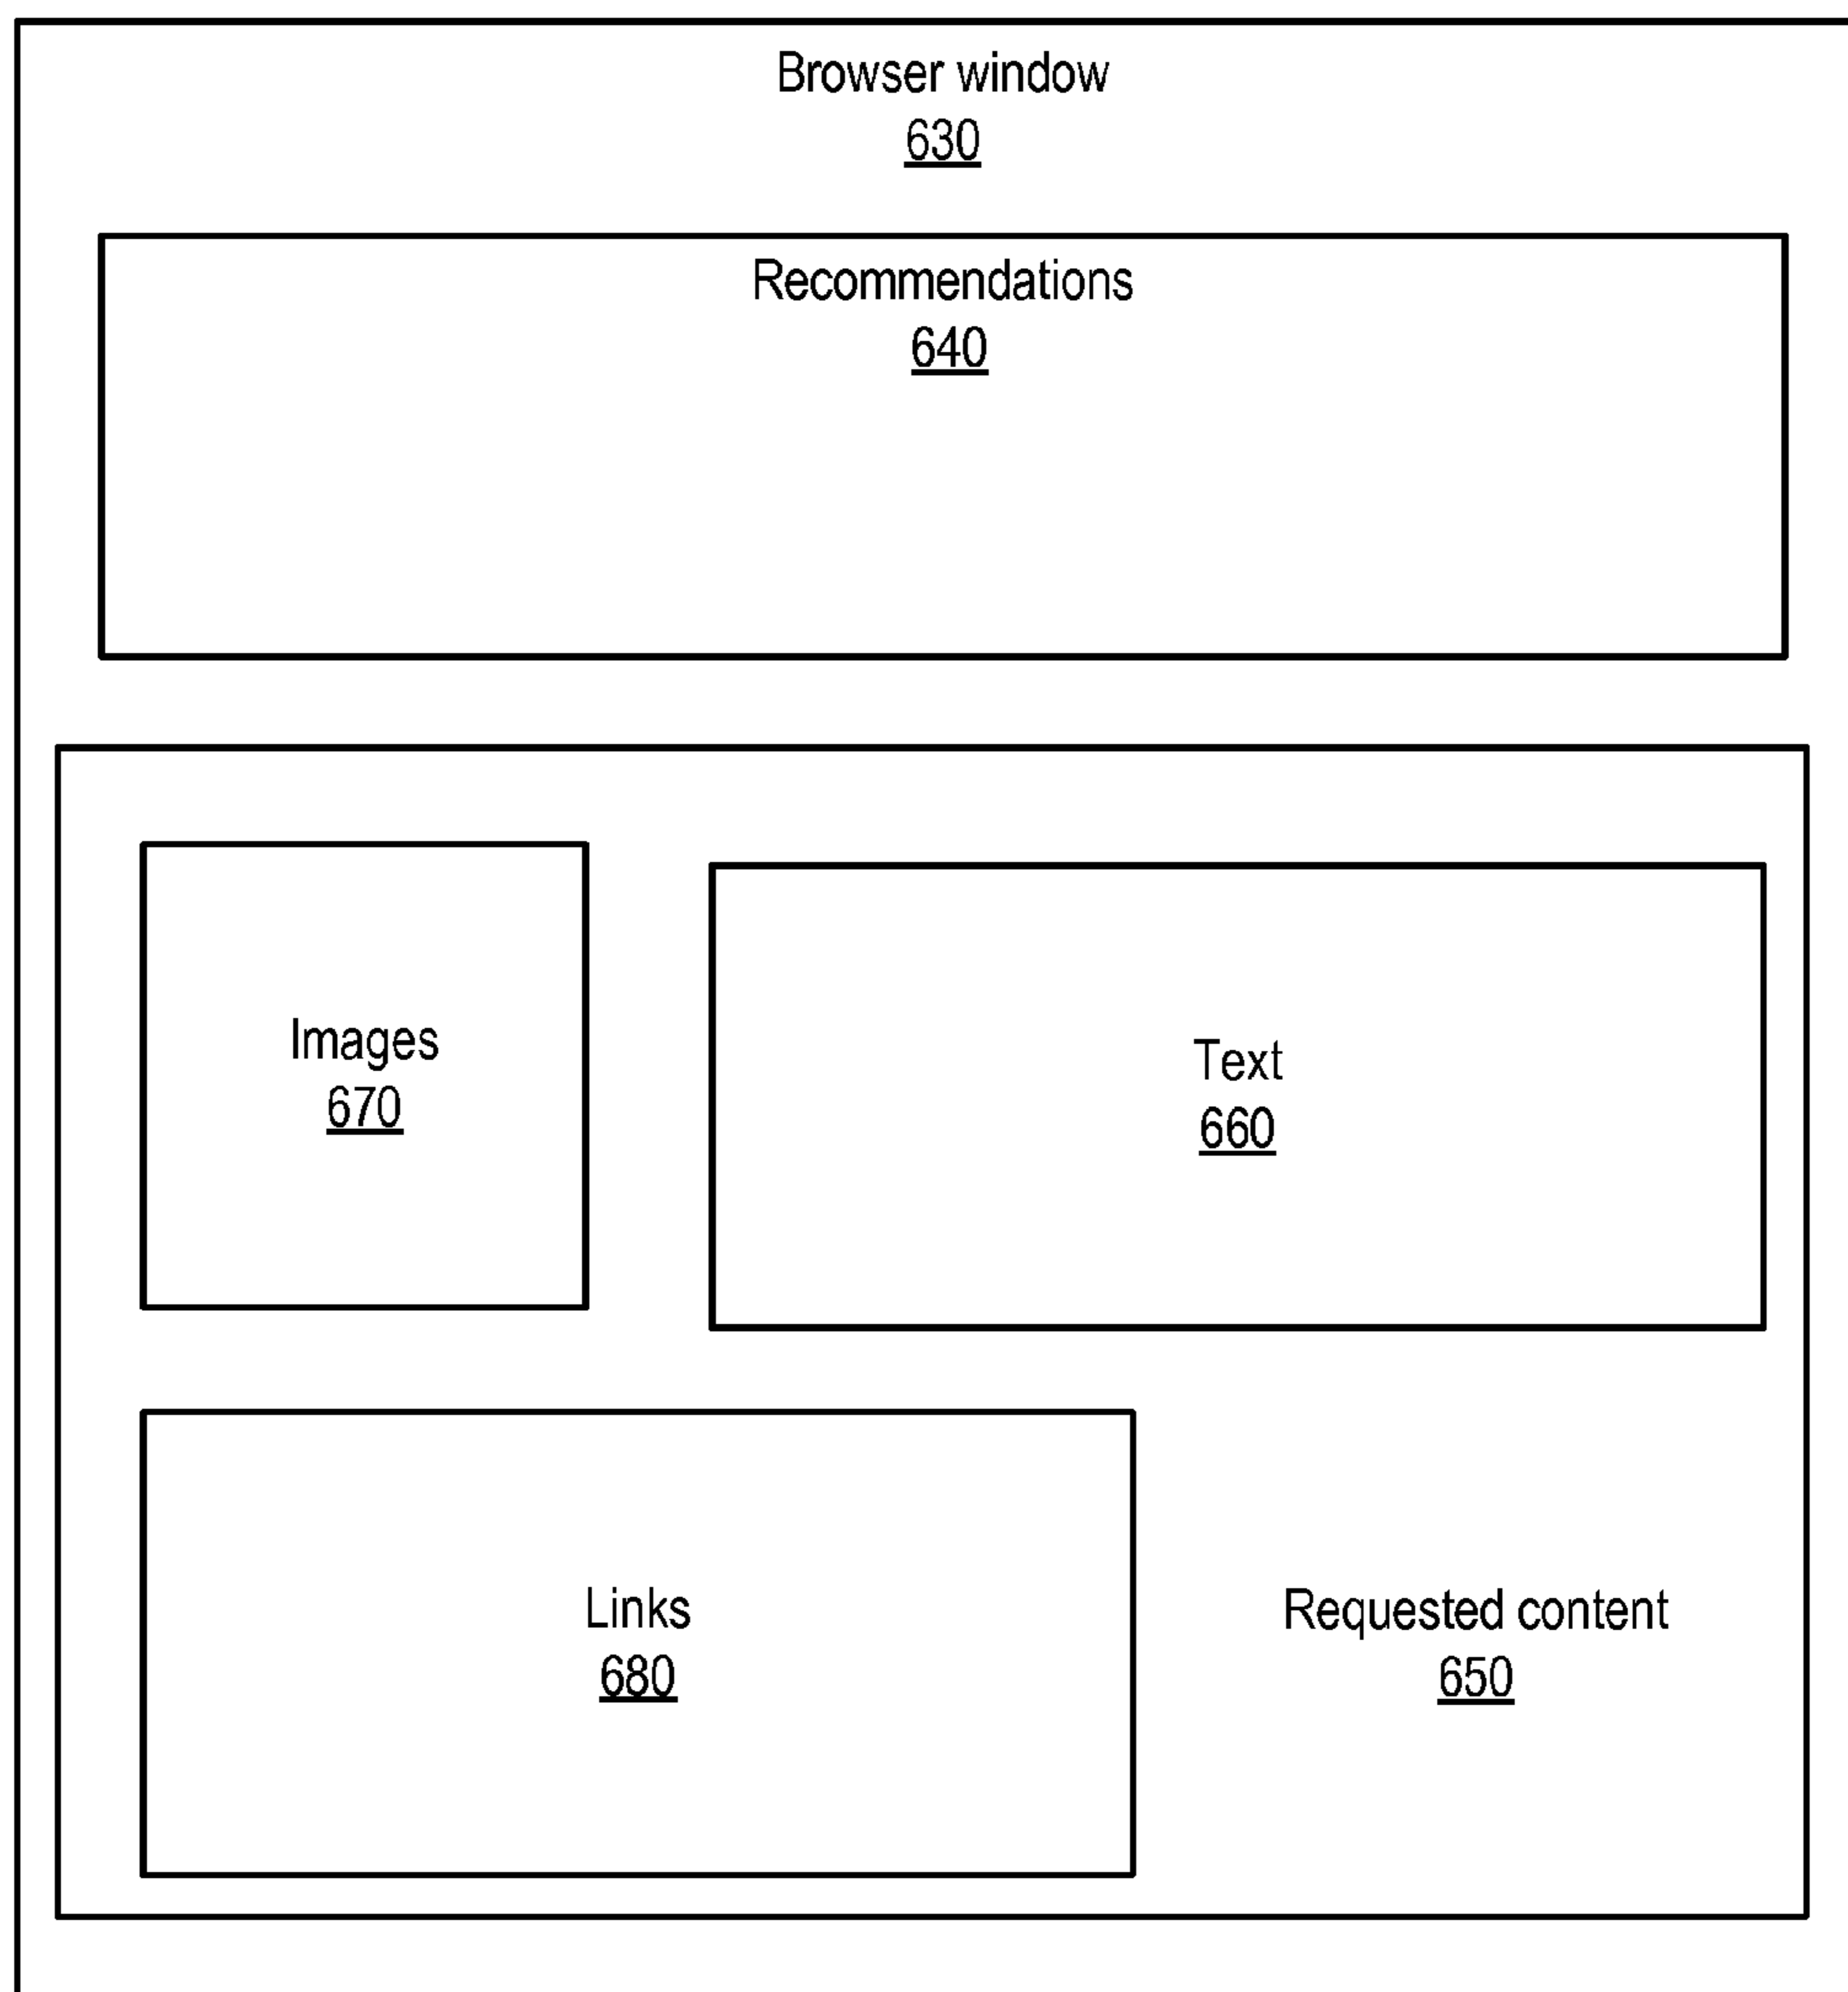 Browser window
630
Recommendations
640
Images
670
Text
660
Links
680
Requested content
650